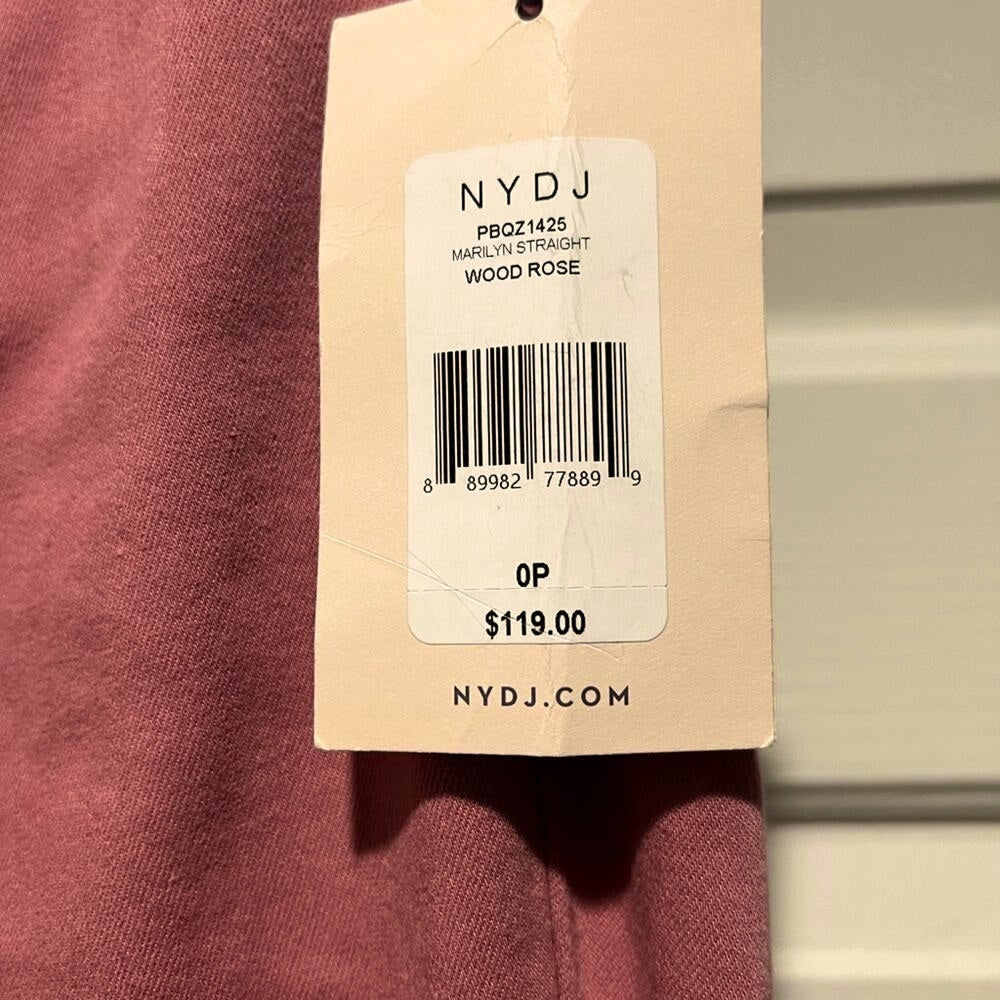 NYDJ
PBQZ1425
MARILYN STRAIGHT
WOOD ROSE
8 89982 77889 9
0P
$119.00
NYDJ.COM